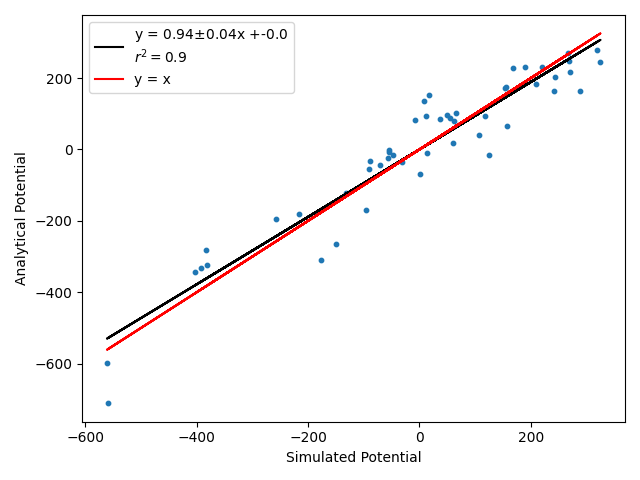 y = 0.94±0.04x +-0.0
r² = 0.9
y = x
200
0
−200
−400
−600
Analytical Potential
−600
−400
−200
0
200
Simulated Potential